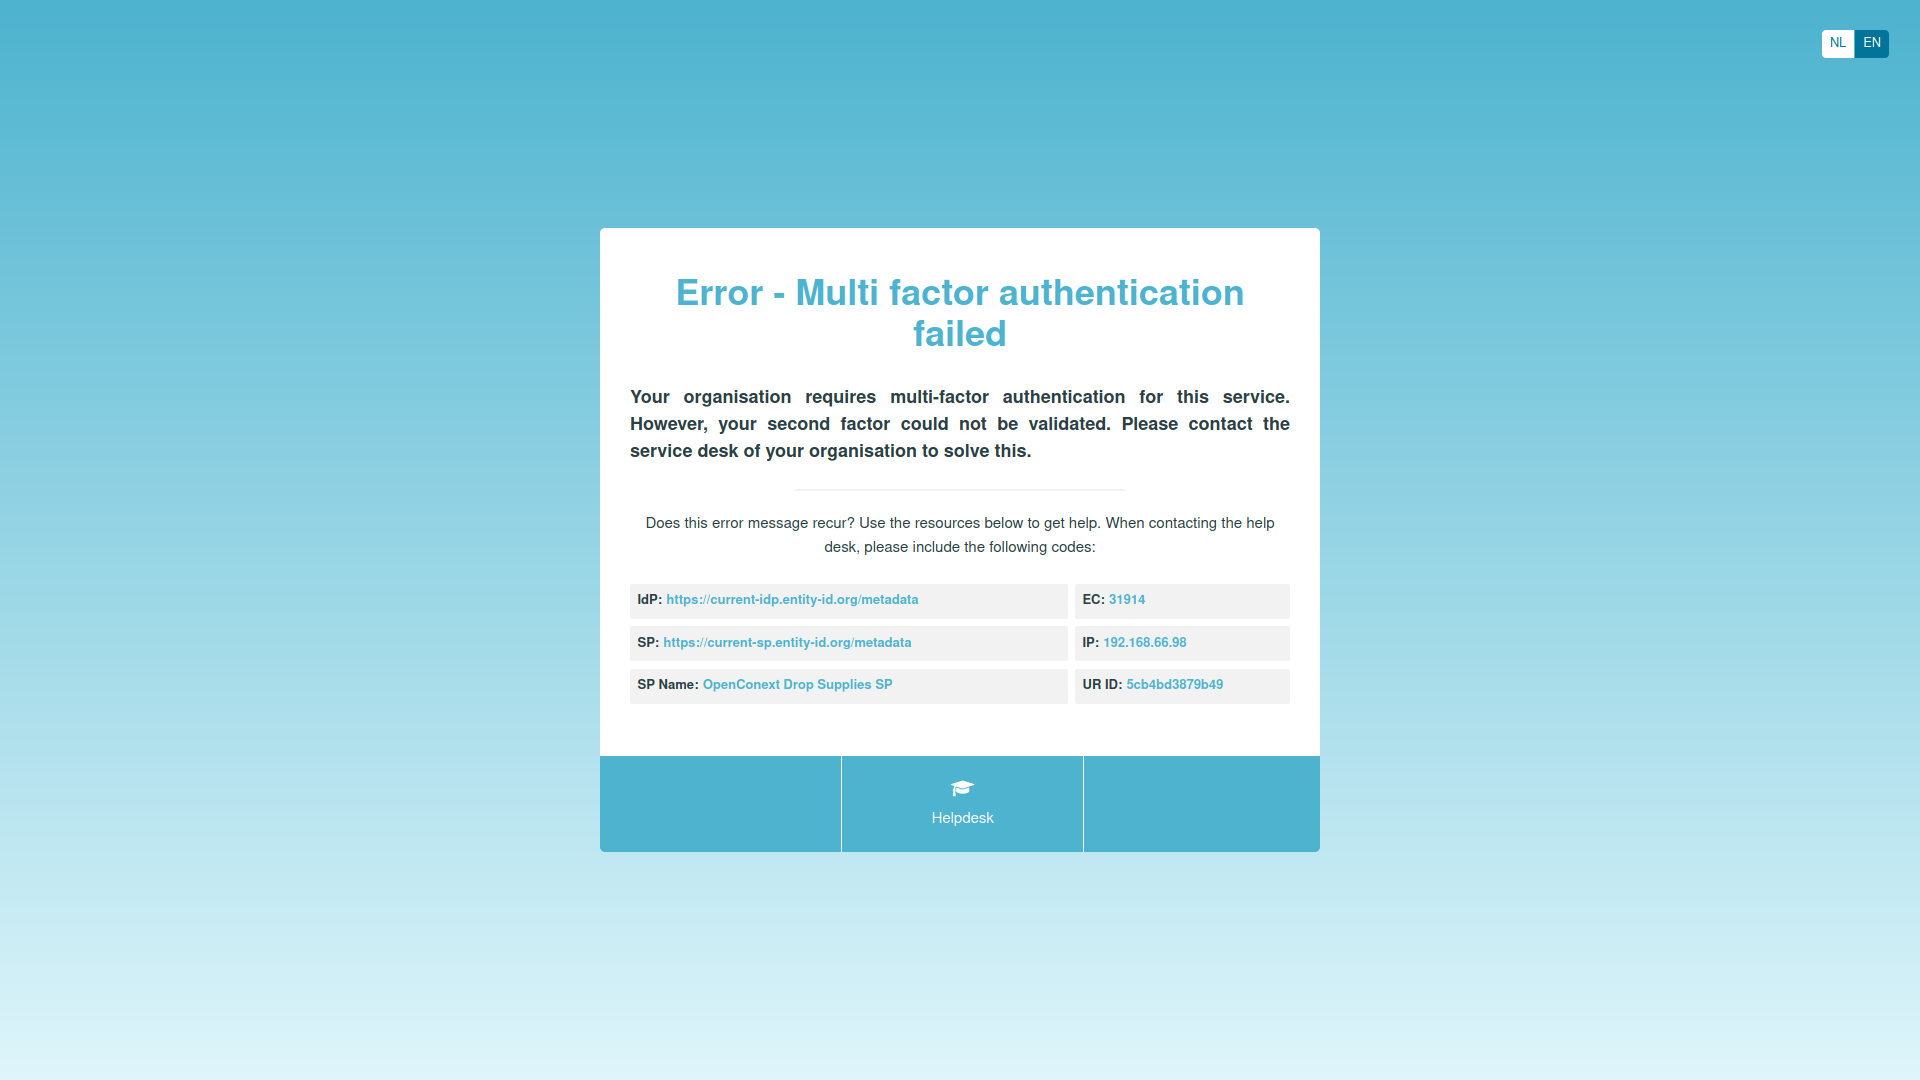 NL EN
Error - Multi factor authentication
failed
Your organisation requires multi-factor authentication for this service.
However, your second factor could not be validated. Please contact the
service desk of your organisation to solve this.
Does this error message recur? Use the resources below to get help. When contacting the help
desk, please include the following codes:
IdP: https://current-idp.entity-id.org/metadata
EC: 31914
SP: https://current-sp.entity-id.org/metadata
IP: 192.168.66.98
SP Name: OpenConext Drop Supplies SP
UR ID: 5cb4bd3879b49
Helpdesk